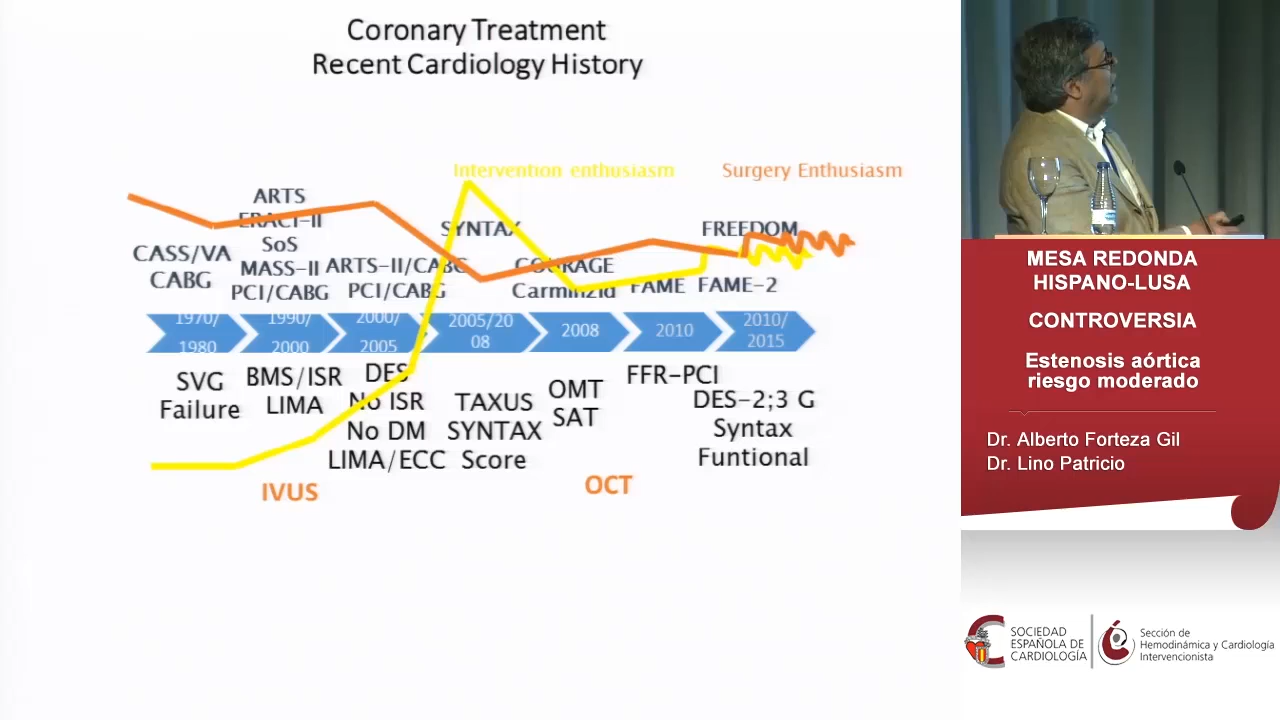 Coronary Treatment
Recent Cardiology History
Intervention enthusiasm
Surgery Enthusiasm
CASS/VA
CABG
ARTS
ERACI-II
SoS
MASS-II
PCI/CABG
ARTS-II/CABG
PCI/CABG
SYNTAX
COURAGE
FAME
FREEDOM
FAME-2
1970/
1980
1990/
2000
2000/
2005
2005/20
08
2008
2010
2010/
2015
SVG
Failure
BMS/ISR
LIMA
DES
No ISR
No DM
LIMA/ECC
TAXUS
SYNTAX
Score
OMT
SAT
FFR-PCI
DES-2;3 G
Syntax
Funtional
IVUS
OCT
MESA REDONDA
HISPANO-LUSA
CONTROVERSIA
Estenosis aórtica
riesgo moderado
Dr. Alberto Forteza Gil
Dr. Lino Patricio
SOCIEDAD
ESPAÑOLA DE
CARDIOLOGÍA
Sección de
Hemodinámica y Cardiología
Intervencionista